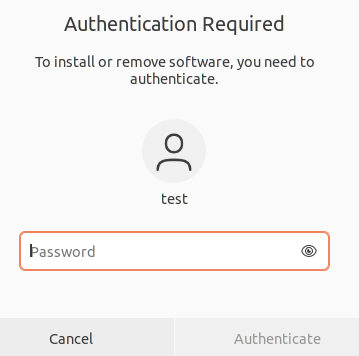 Authentication Required
To install or remove software, you need to
authenticate.
test
Password
Cancel
Authenticate